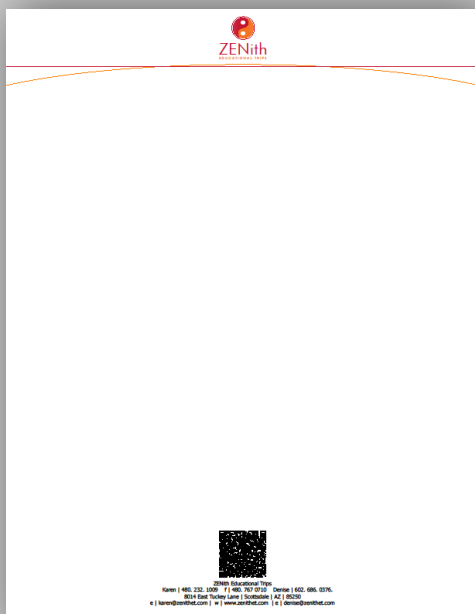 ZENith
EDUCATIONAL TRIPS
ZENith Educational Trips
Karen | 480. 232. 1009 f | 480. 767 0710 Denise | 602. 686. 0376.
8014 East Tuckey Lane | Scottsdale | AZ | 85250
e | karen@zenithet.com | w | www.zenithet.com | e | denise@zenithet.com